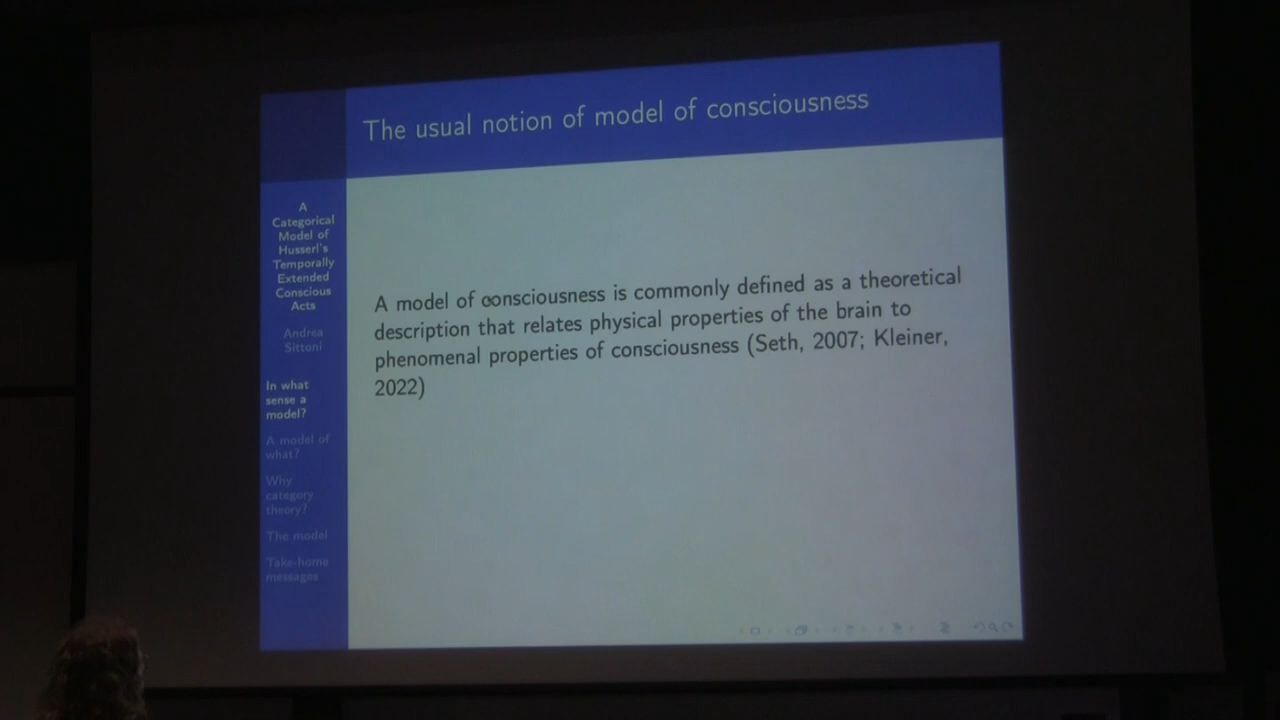 The usual notion of model of consciousness
A
Categorical
Model of
Husserl's
Temporally
Extended
Conscious
Acts
Andrea
Sittoni
In what
sense a
model?
A model of
what?
Why
category
theory?
The model
Take-home
messages
A model of consciousness is commonly defined as a theoretical
description that relates physical properties of the brain to
phenomenal properties of consciousness (Seth, 2007; Kleiner,
2022)